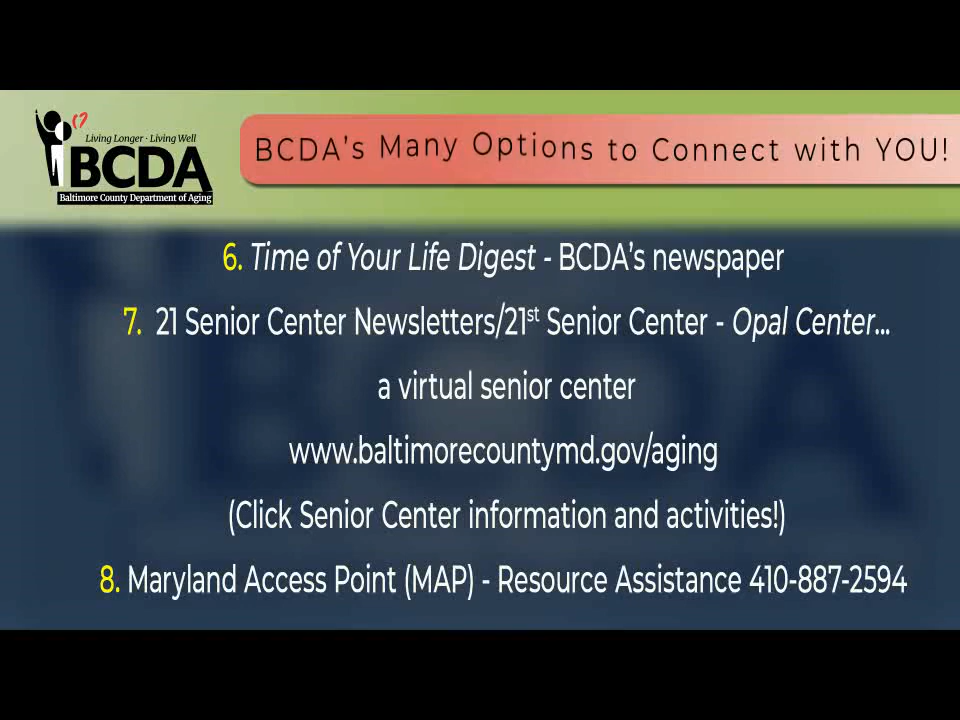 Living Longer · Living Well
BCDA
Baltimore County Department of Aging
BCDA's Many Options to Connect with YOU!
6. Time of Your Life Digest - BCDA's newspaper
7. 21 Senior Center Newsletters/21st Senior Center - Opal Center...
a virtual senior center
www.baltimorecountymd.gov/aging
(Click Senior Center information and activities!)
8. Maryland Access Point (MAP) - Resource Assistance 410-887-2594